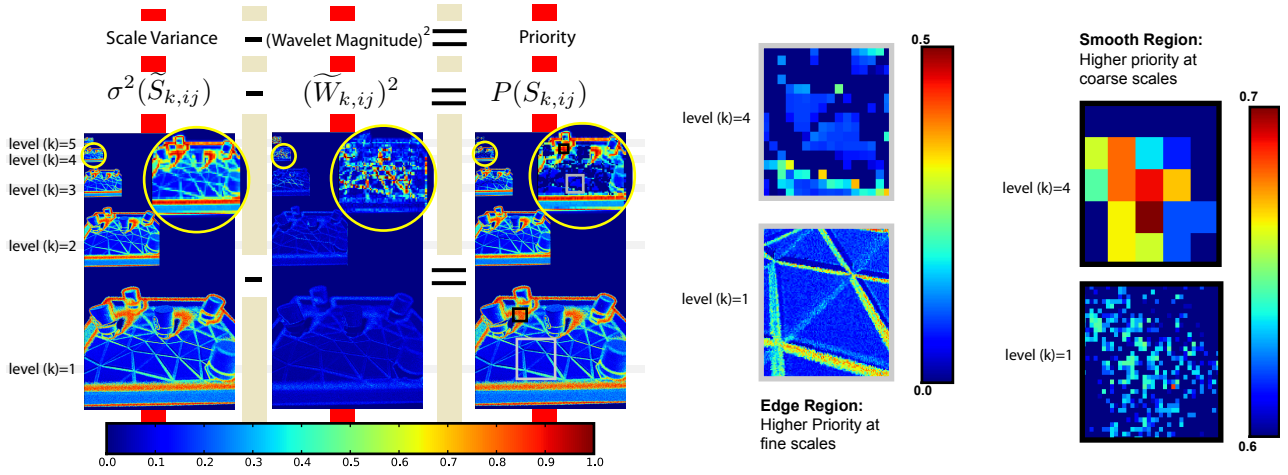 Scale Variance - (Wavelet Magnitude)² = Priority
σ²(S̃k,ij) - (W̃k,ij)² = P(Sk,ij)
level (k)=5
level (k)=4
level (k)=3
level (k)=2
- =
level (k)=1
0.0 0.1 0.2 0.3 0.4 0.5 0.6 0.7 0.8 0.9 1.0
level (k)=4
level (k)=1
0.5
0.0
Edge Region:
Higher Priority at
fine scales
Smooth Region:
Higher priority at
coarse scales
level (k)=4
level (k)=1
0.7
0.6